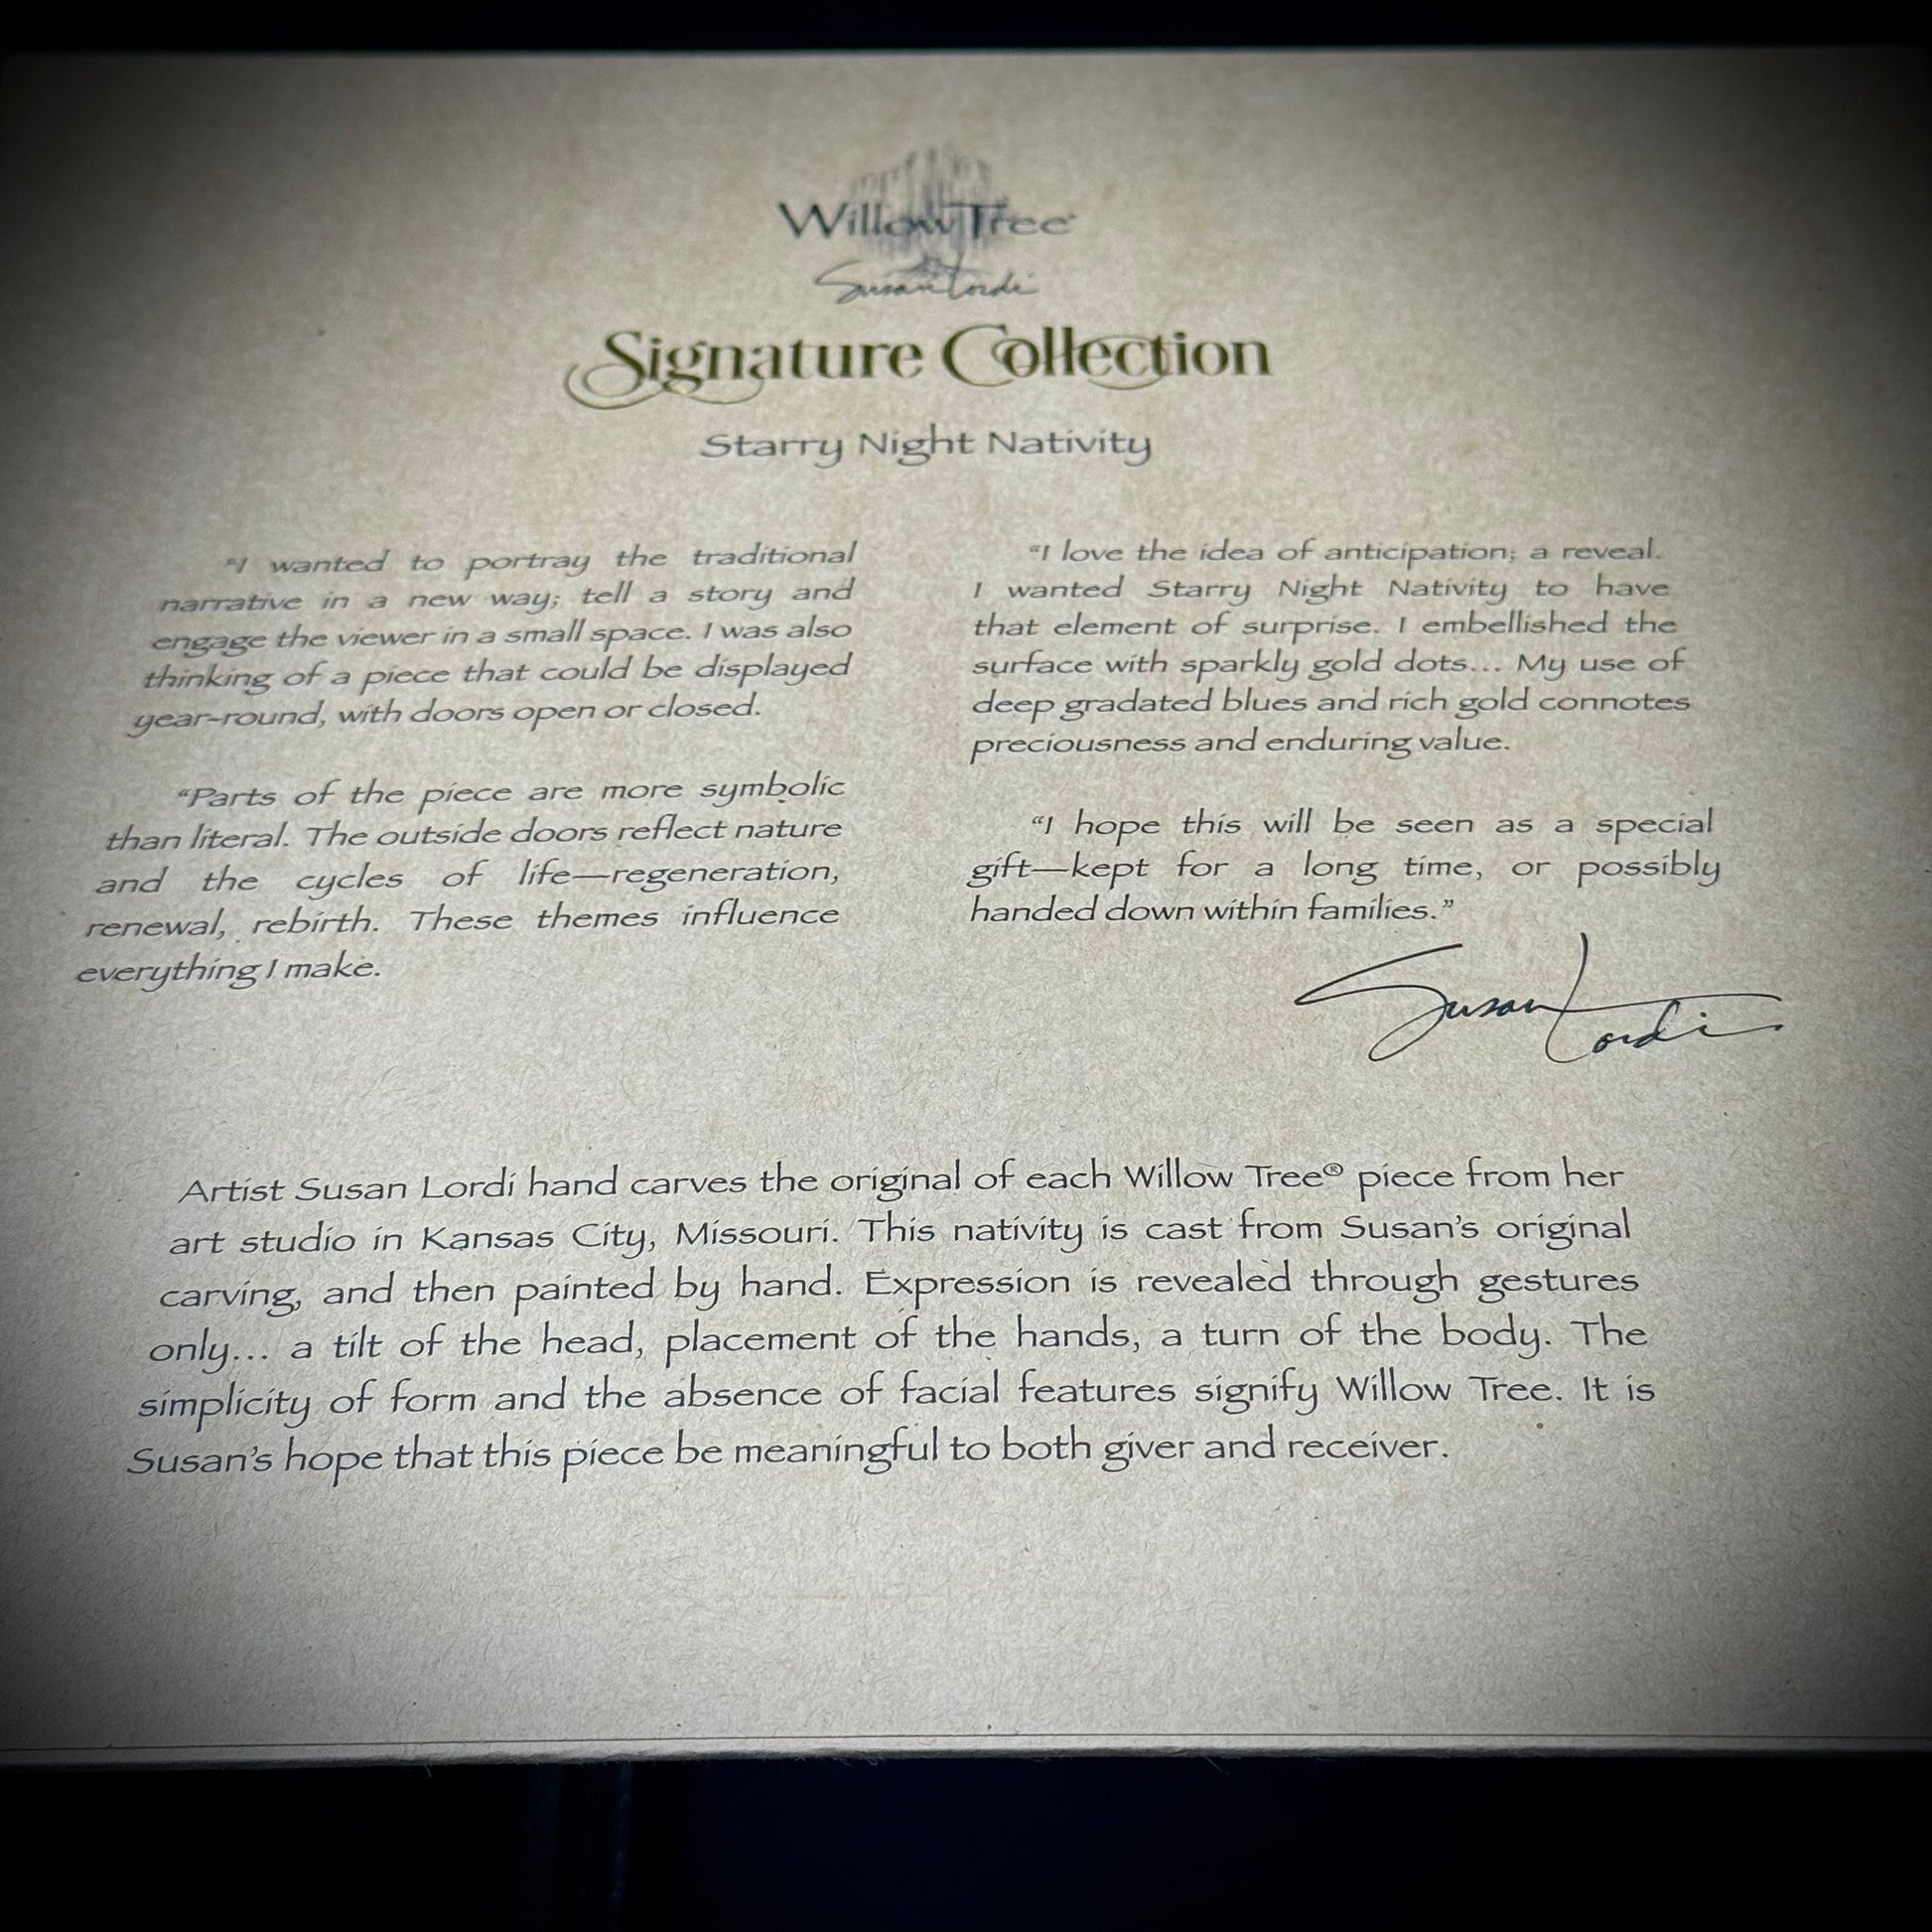 Willow Tree®
Susan Lordi
Signature Collection
Starry Night Nativity
“I wanted to portray the traditional
narrative in a new way; tell a story and
engage the viewer in a small space. I was also
thinking of a piece that could be displayed
year-round, with doors open or closed.
“Parts of the piece are more symbolic
than literal. The outside doors reflect nature
and the cycles of life—regeneration,
renewal, rebirth. These themes influence
everything I make.
“I love the idea of anticipation; a reveal.
I wanted Starry Night Nativity to have
that element of surprise. I embellished the
surface with sparkly gold dots... My use of
deep gradated blues and rich gold connotes
preciousness and enduring value.
“I hope this will be seen as a special
gift—kept for a long time, or possibly
handed down within families.”
Susan Lordi
Artist Susan Lordi hand carves the original of each Willow Tree® piece from her
art studio in Kansas City, Missouri. This nativity is cast from Susan’s original
carving, and then painted by hand. Expression is revealed through gestures
only... a tilt of the head, placement of the hands, a turn of the body. The
simplicity of form and the absence of facial features signify Willow Tree. It is
Susan’s hope that this piece be meaningful to both giver and receiver.